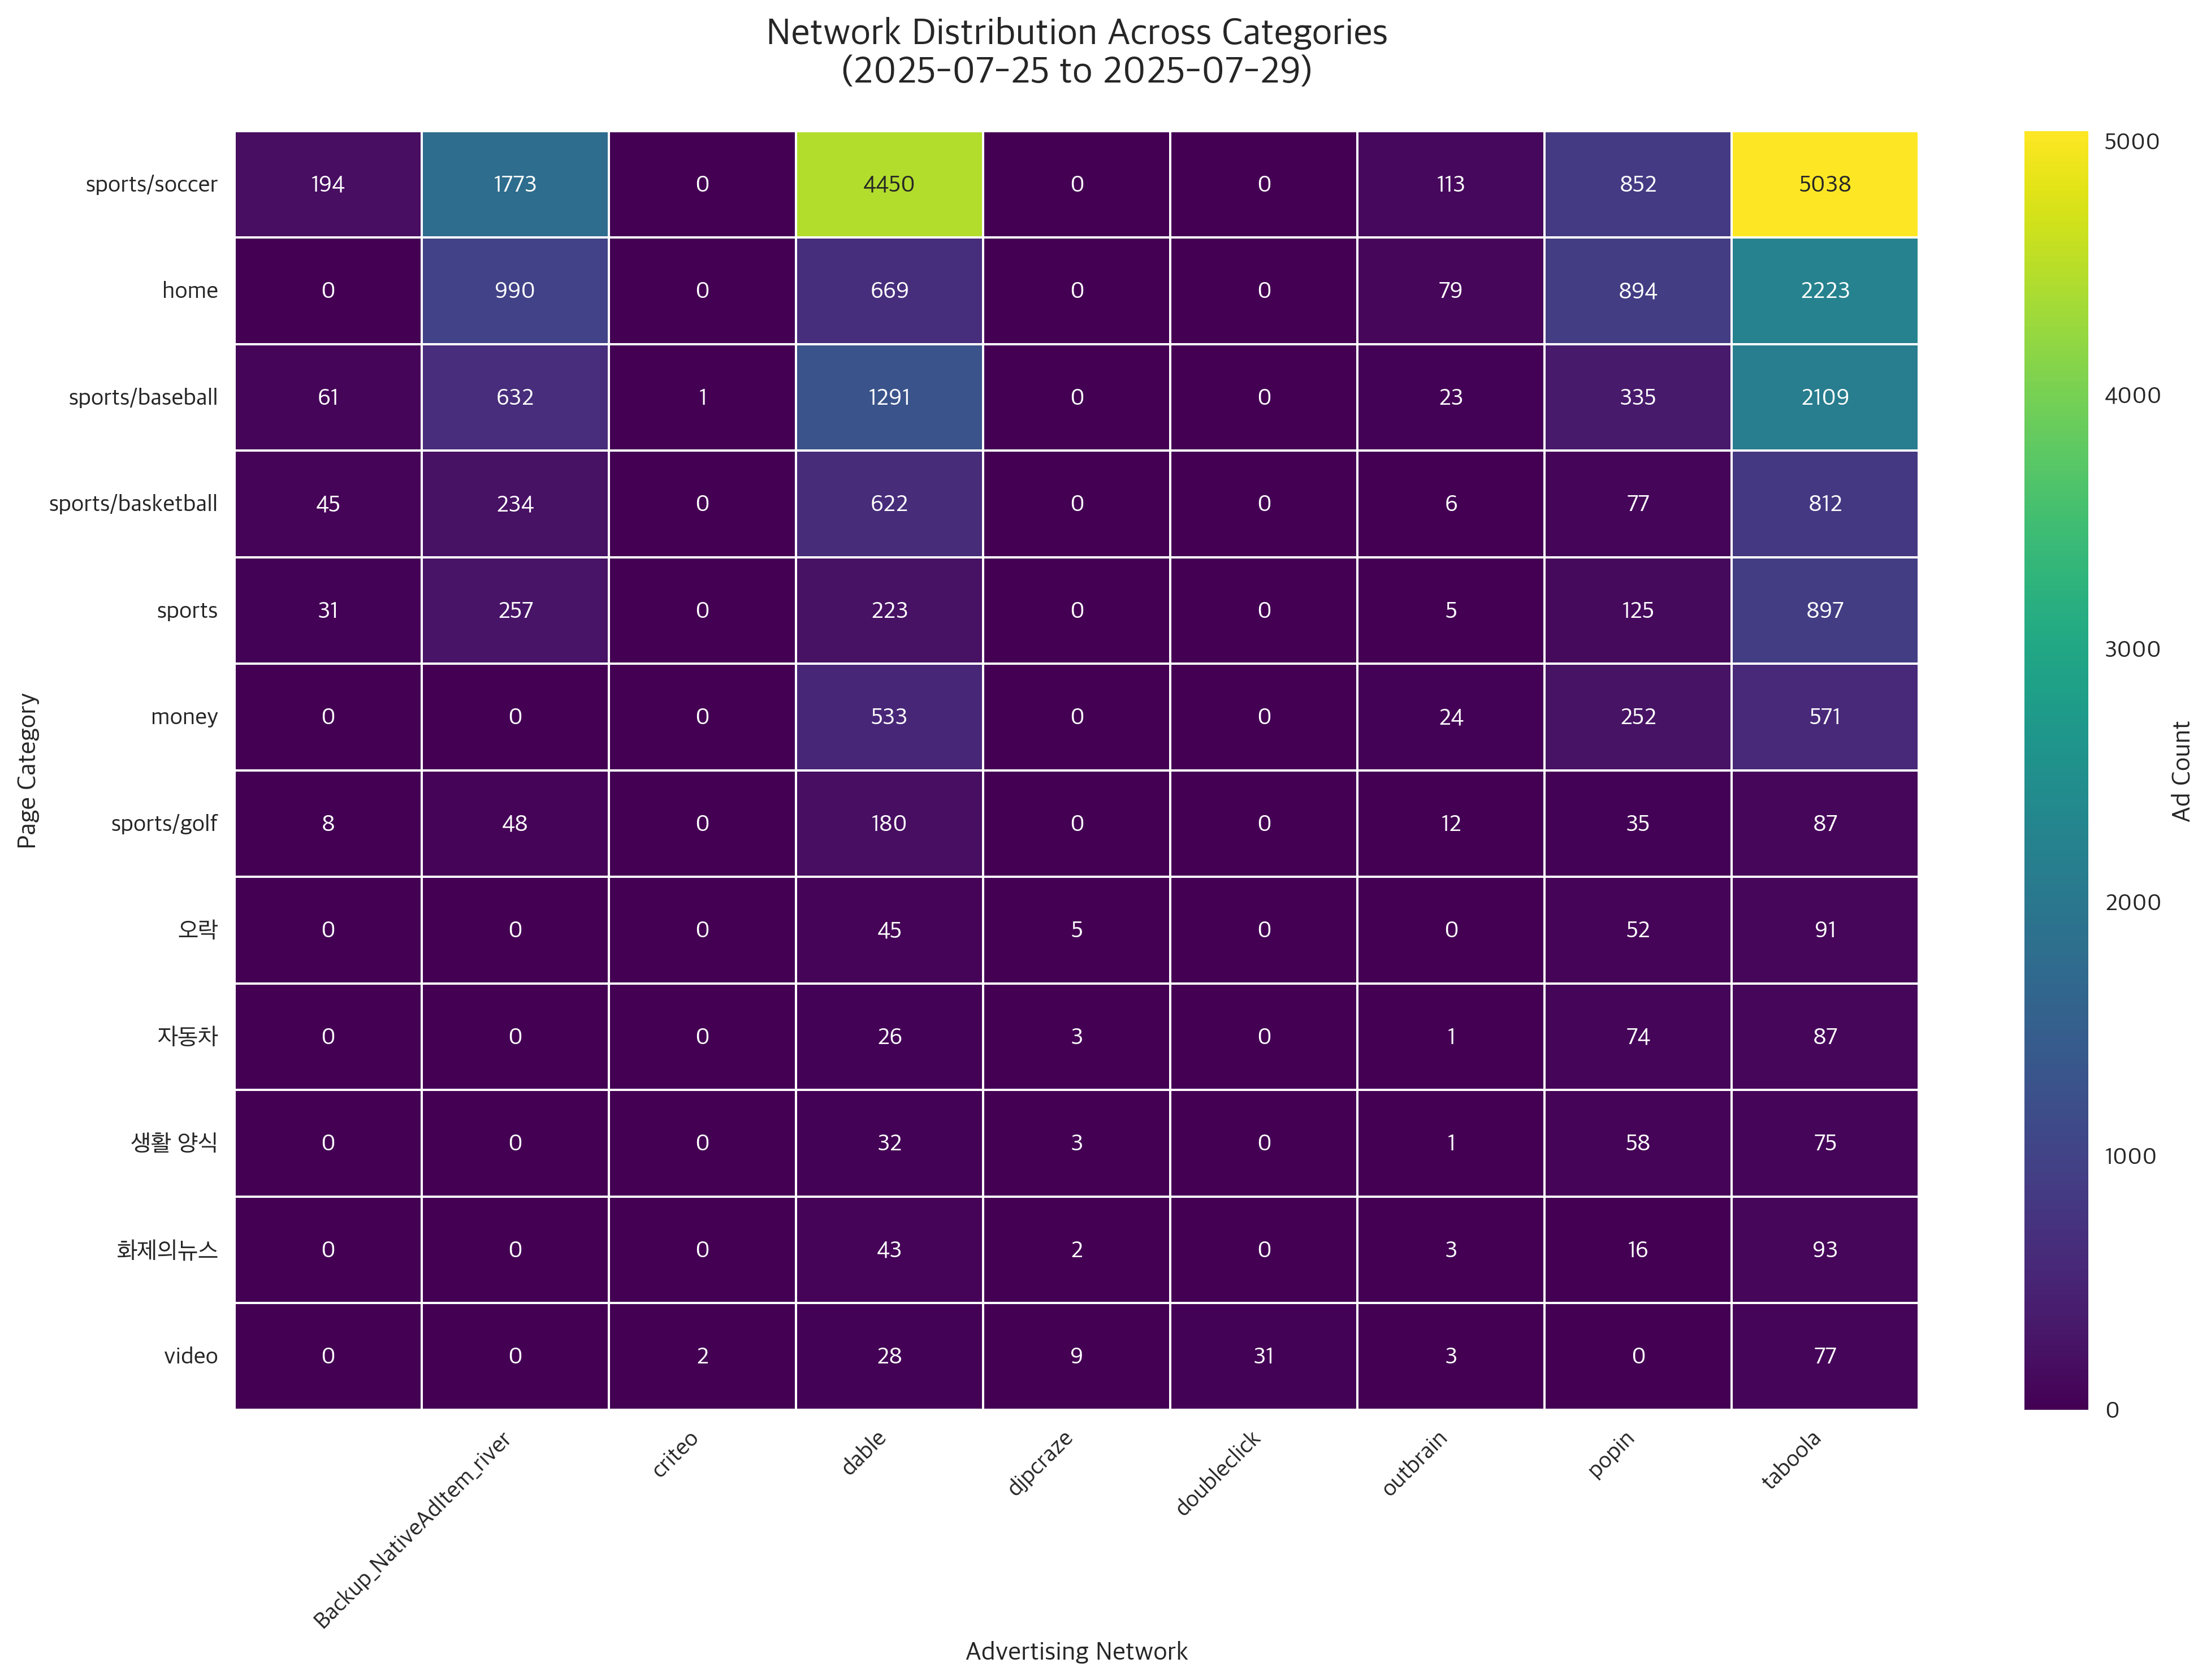 Network Distribution Across Categories
(2025-07-25 to 2025-07-29)
sports/soccer 194 1773 0 4450 0 0 113 852 5038
home 0 990 0 669 0 0 79 894 2223
sports/baseball 61 632 1 1291 0 0 23 335 2109
sports/basketball 45 234 0 622 0 0 6 77 812
sports 31 257 0 223 0 0 5 125 897
money 0 0 0 533 0 0 24 252 571
sports/golf 8 48 0 180 0 0 12 35 87
오락 0 0 0 45 5 0 0 52 91
자동차 0 0 0 26 3 0 1 74 87
생활 양식 0 0 0 32 3 0 1 58 75
화제의뉴스 0 0 0 43 2 0 3 16 93
video 0 0 2 28 9 31 3 0 77
Page Category
Backup_NativeAdItem_river criteo dable djpcraze doubleclick outbrain popin taboola
Advertising Network
5000
4000
3000
2000
1000
0
Ad Count